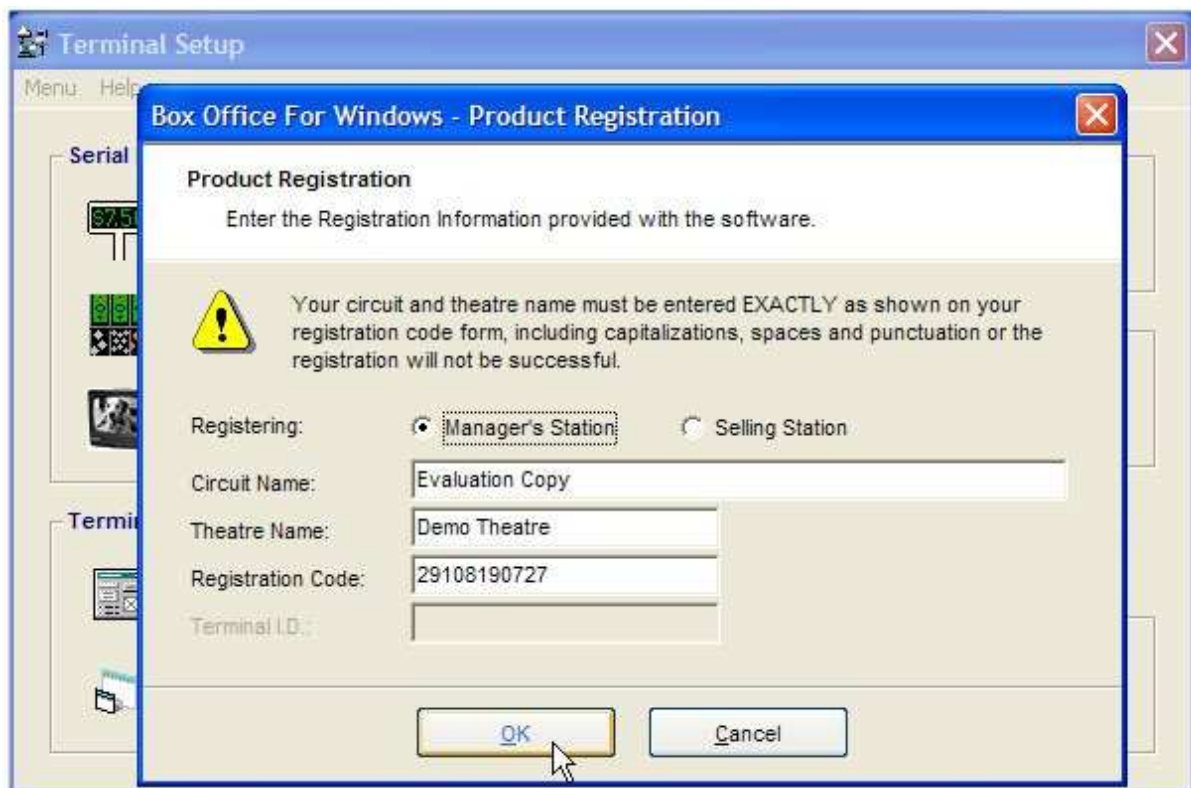 Terminal Setup
Menu Help
Box Office For Windows - Product Registration
Serial
Product Registration
Enter the Registration Information provided with the software.
Your circuit and theatre name must be entered EXACTLY as shown on your
registration code form, including capitalizations, spaces and punctuation or the
registration will not be successful.
Registering: Manager's Station Selling Station
Circuit Name: Evaluation Copy
Theatre Name: Demo Theatre
Registration Code: 29108190727
Terminal I.D.:
OK Cancel